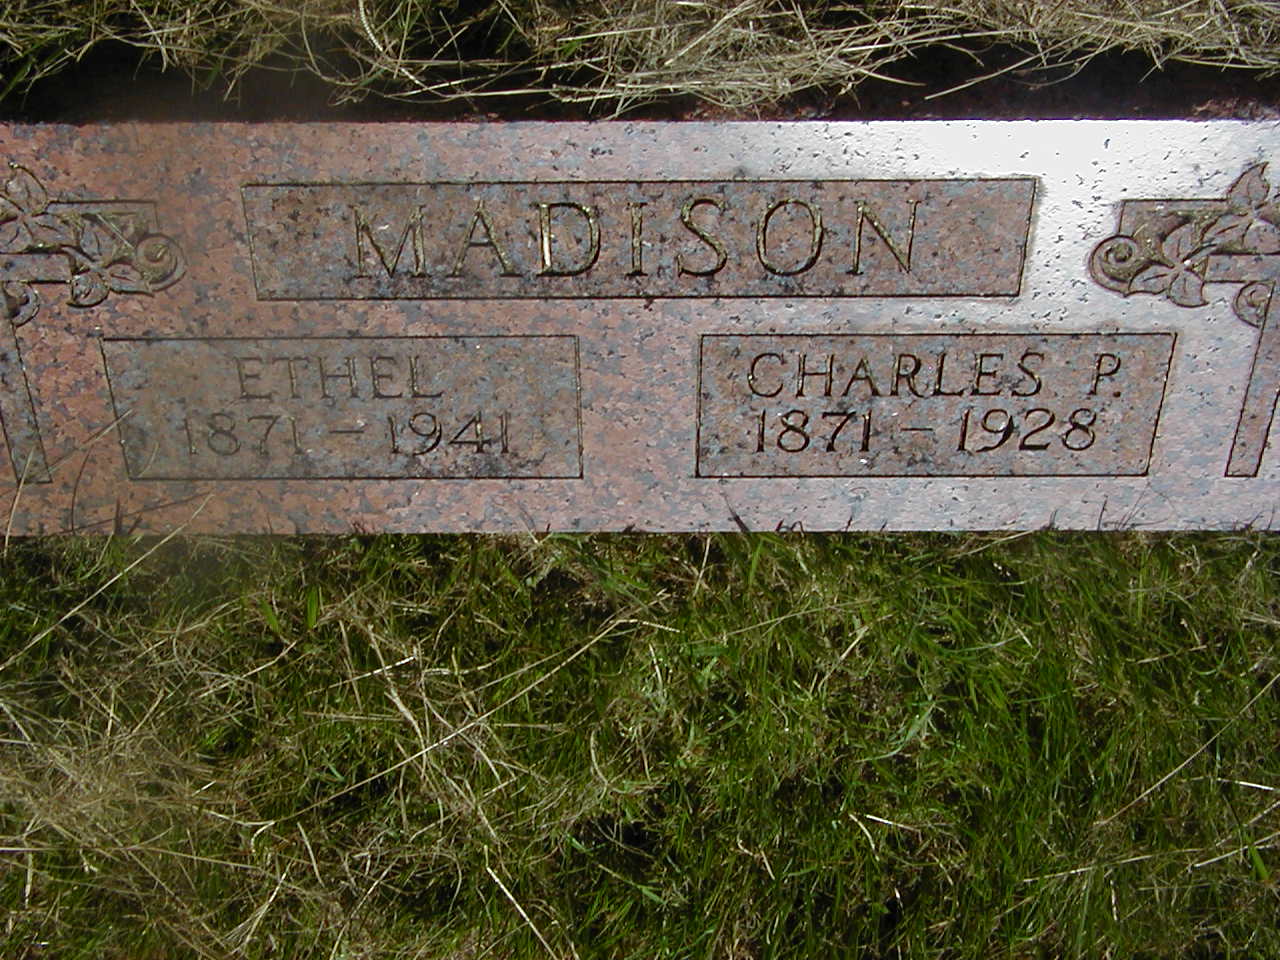 MADISON
ETHEL
1871 - 1941
CHARLES P.
1871 - 1928